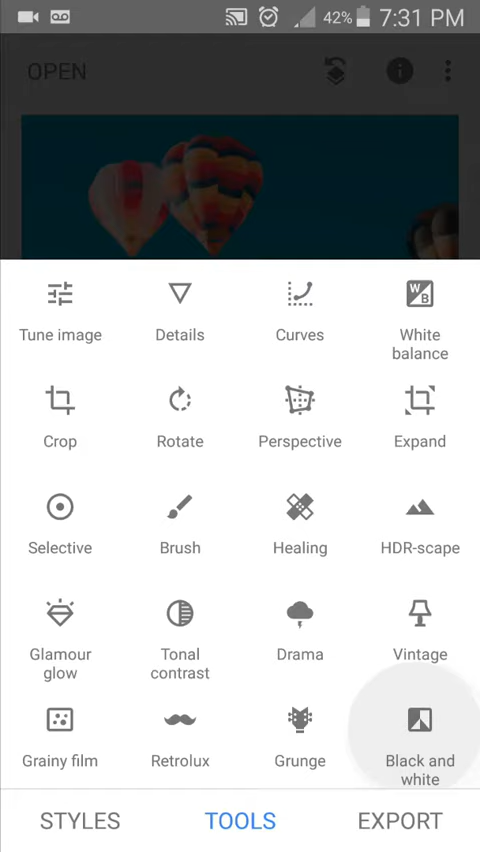 42% 7:31 PM
OPEN
Tune image Details Curves White balance
Crop Rotate Perspective Expand
Selective Brush Healing HDR-scape
Glamour glow Tonal contrast Drama Vintage
Grainy film Retrolux Grunge Black and white
STYLES TOOLS EXPORT